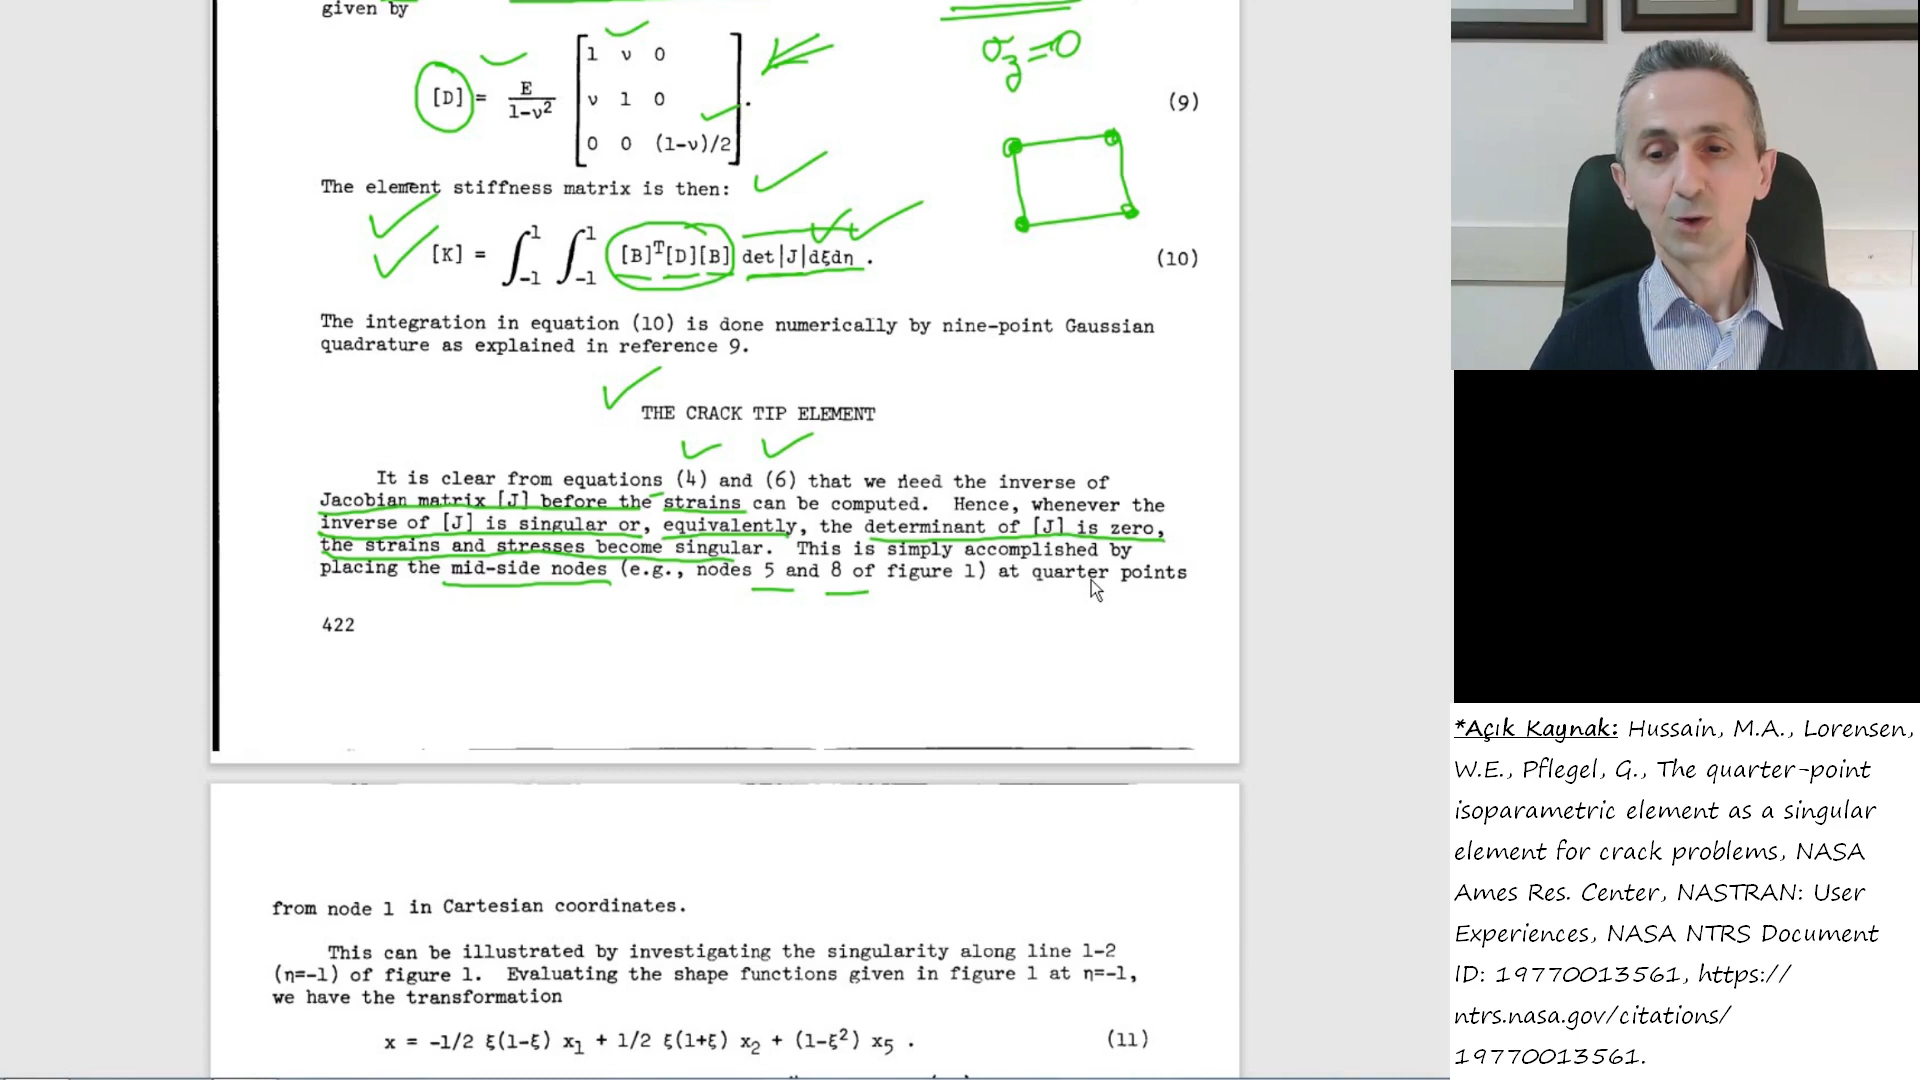 given by
[D] = E/1-ν² [1 ν 0
ν 1 0
0 0 (1-ν)/2] . (9)
σz=0
The element stiffness matrix is then:
[K] = ∫-1^1 ∫-1^1 [B]ᵀ[D][B] det|J|dξdη . (10)
The integration in equation (10) is done numerically by nine-point Gaussian
quadrature as explained in reference 9.
THE CRACK TIP ELEMENT
It is clear from equations (4) and (6) that we need the inverse of
Jacobian matrix [J] before the strains can be computed. Hence, whenever the
inverse of [J] is singular or, equivalently, the determinant of [J] is zero,
the strains and stresses become singular. This is simply accomplished by
placing the mid-side nodes (e.g., nodes 5 and 8 of figure 1) at quarter points
422
from node 1 in Cartesian coordinates.
This can be illustrated by investigating the singularity along line 1-2
(η=-1) of figure 1. Evaluating the shape functions given in figure 1 at η=-1,
we have the transformation
x = -1/2 ξ(1-ξ) x₁ + 1/2 ξ(1+ξ) x₂ + (1-ξ²) x₅ . (11)
*Açık Kaynak: Hussain, M.A., Lorensen,
W.E., Pflegel, G., The quarter-point
isoparametric element as a singular
element for crack problems, NASA
Ames Res. Center, NASTRAN: User
Experiences, NASA NTRS Document
ID: 19770013561, https://
ntrs.nasa.gov/citations/
19770013561.